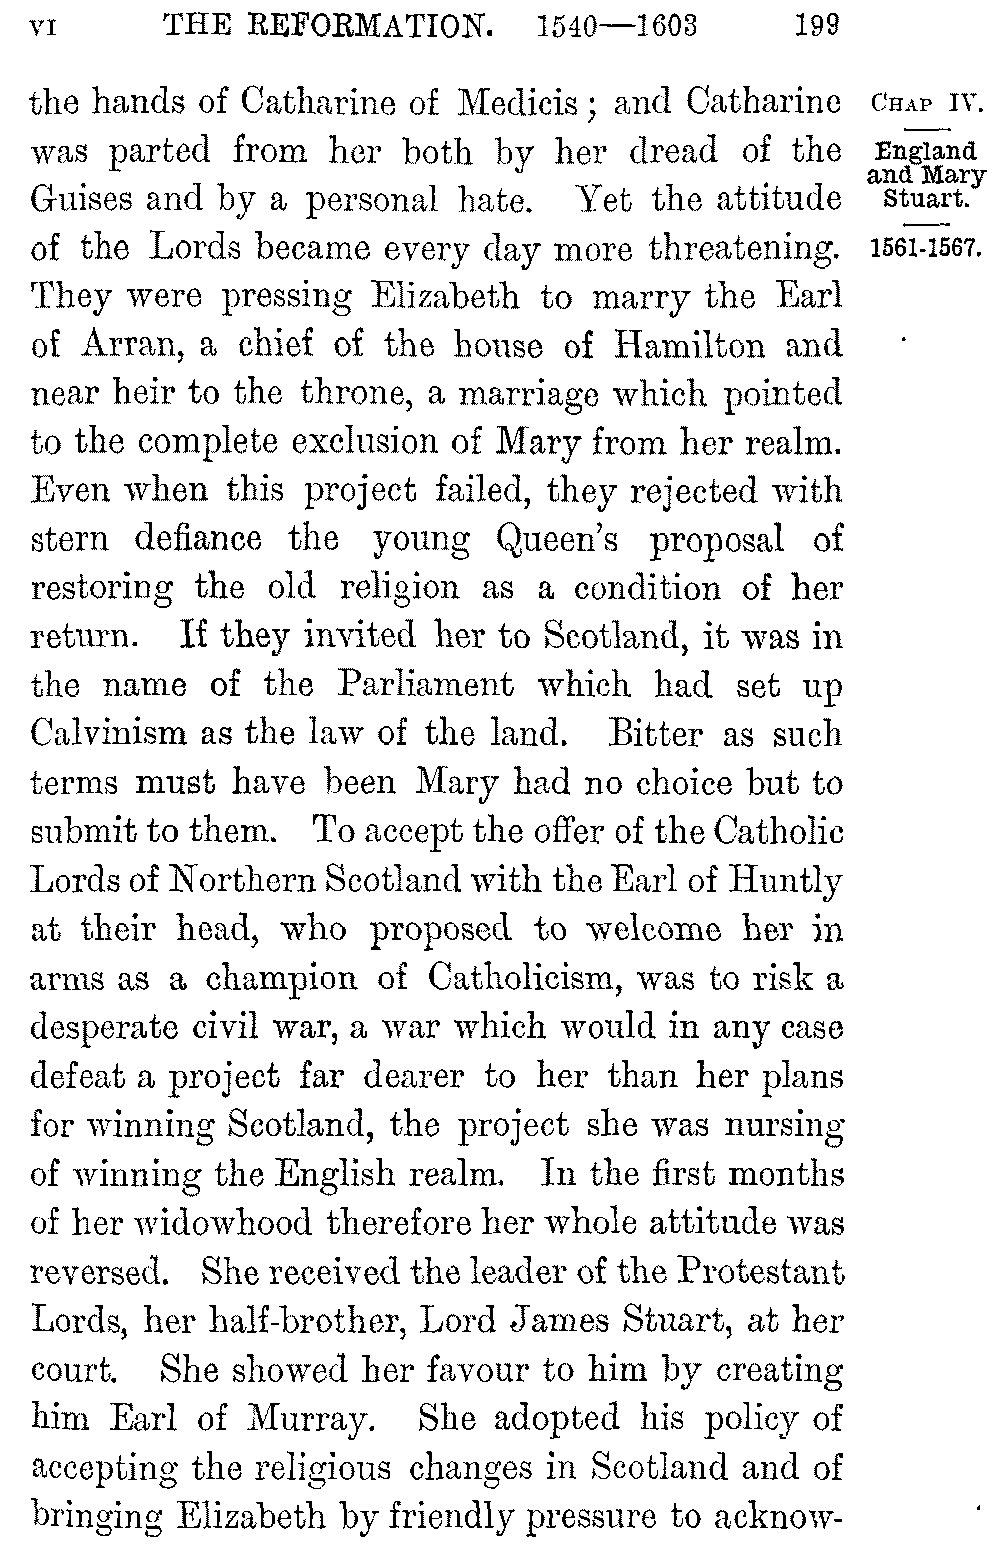 VI THE REFORMATION. 1540—1603 199
the hands of Catharine of Medicis; and Catharine
was parted from her both by her dread of the
Guises and by a personal hate. Yet the attitude
of the Lords became every day more threatening.
They were pressing Elizabeth to marry the Earl
of Arran, a chief of the house of Hamilton and
near heir to the throne, a marriage which pointed
to the complete exclusion of Mary from her realm.
Even when this project failed, they rejected with
stern defiance the young Queen's proposal of
restoring the old religion as a condition of her
return. If they invited her to Scotland, it was in
the name of the Parliament which had set up
Calvinism as the law of the land. Bitter as such
terms must have been Mary had no choice but to
submit to them. To accept the offer of the Catholic
Lords of Northern Scotland with the Earl of Huntly
at their head, who proposed to welcome her in
arms as a champion of Catholicism, was to risk a
desperate civil war, a war which would in any case
defeat a project far dearer to her than her plans
for winning Scotland, the project she was nursing
of winning the English realm. In the first months
of her widowhood therefore her whole attitude was
reversed. She received the leader of the Protestant
Lords, her half-brother, Lord James Stuart, at her
court. She showed her favour to him by creating
him Earl of Murray. She adopted his policy of
accepting the religious changes in Scotland and of
bringing Elizabeth by friendly pressure to acknow-
CHAP IV.
England
and Mary
Stuart.
1561-1567.